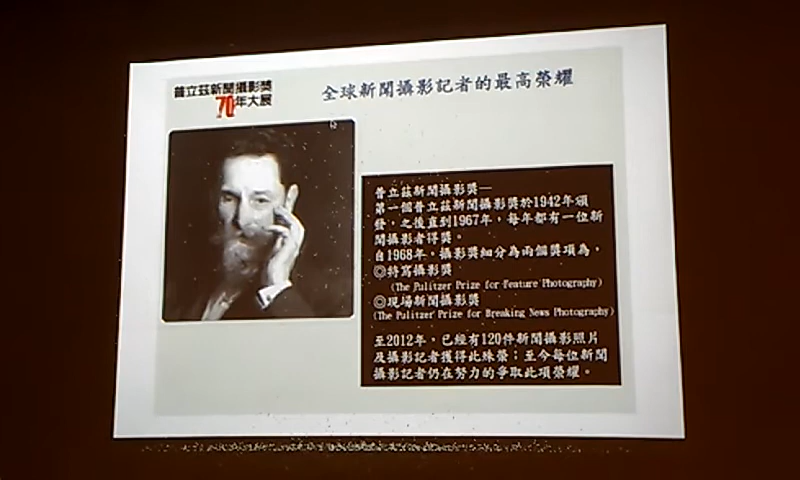 普立茲新聞攝影獎
70年大展
全球新聞攝影記者的最高榮耀
普立茲新聞攝影獎—
第一個普立茲新聞攝影獎於1942年頒
發，之後直到1967年，每年都有一位新
聞攝影者得獎。
自1968年，攝影獎細分為兩個獎項為，
◎特寫攝影獎
(The Pulitzer Prize for Feature Photography)
◎現場新聞攝影獎
(The Pulitzer Prize for Breaking News Photography)
至2012年，已經有120件新聞攝影照片
及攝影記者獲得此殊榮；至今每位新聞
攝影記者仍在努力的爭取此項榮耀。